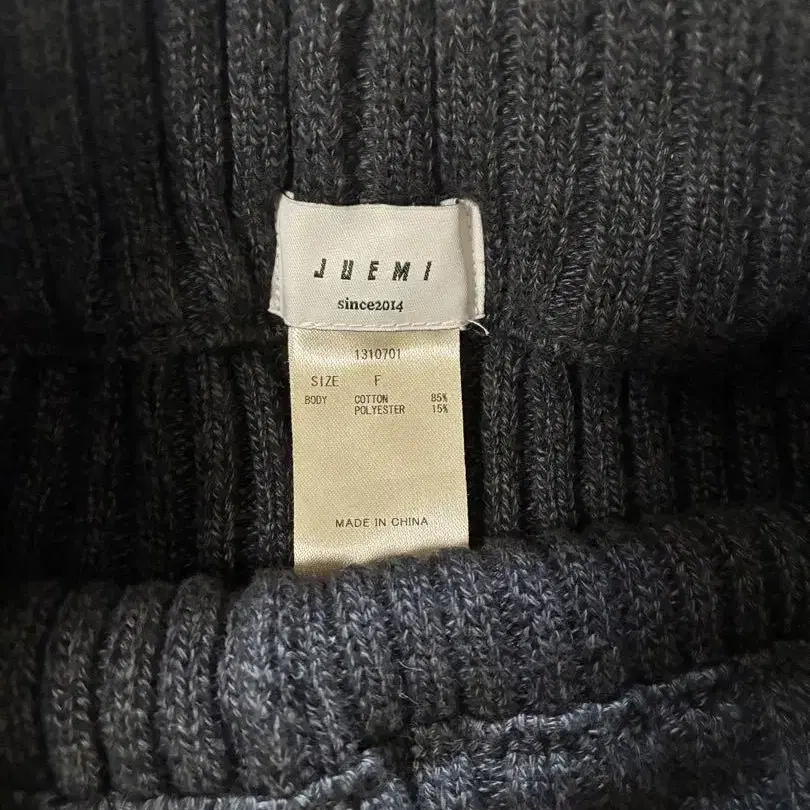 JUEMI
since2014
1310701
SIZE F
BODY COTTON 85%
POLYESTER 15%
MADE IN CHINA